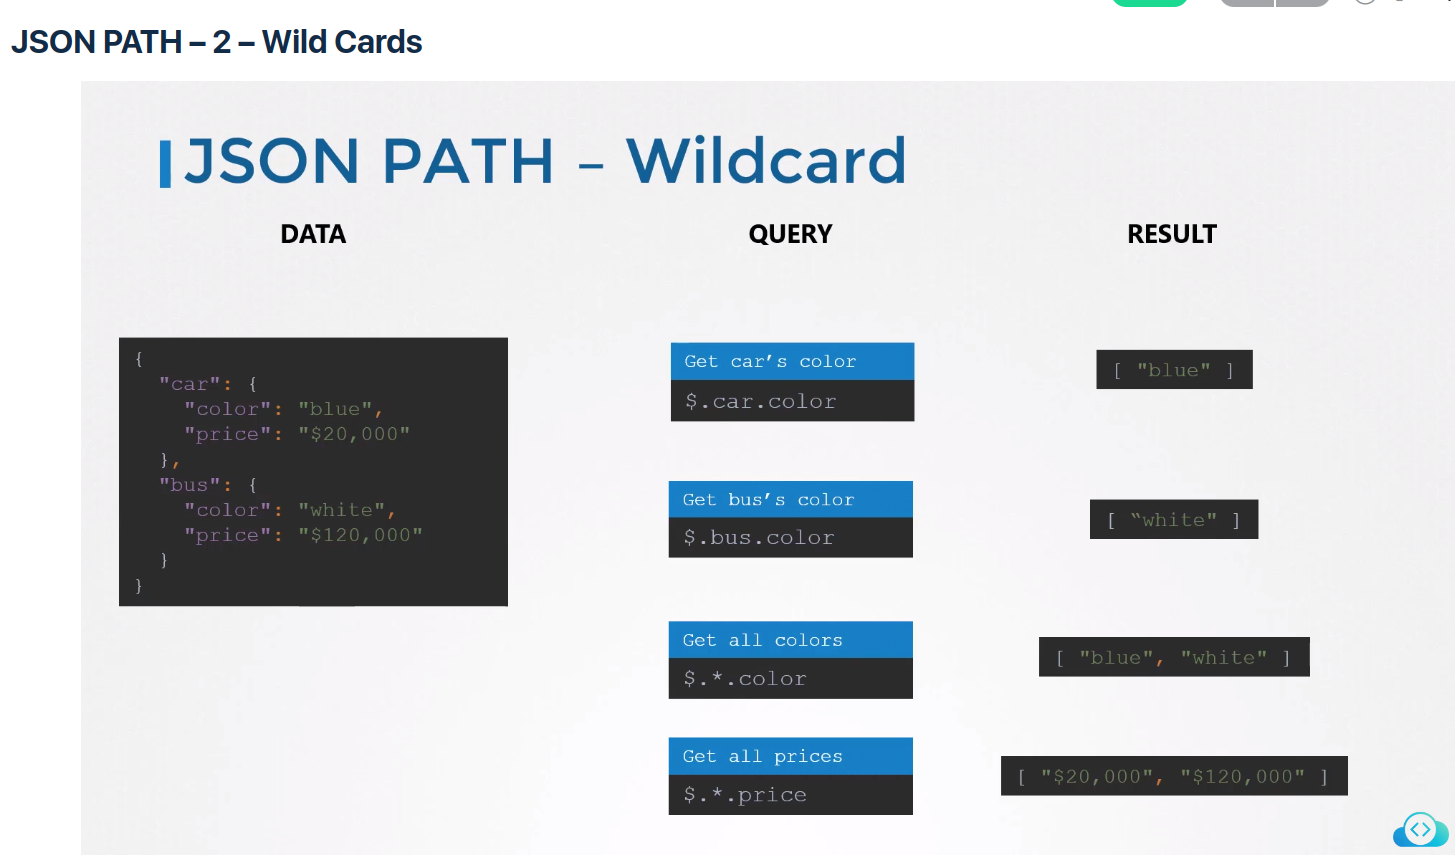 JSON PATH – 2 – Wild Cards
JSON PATH – Wildcard
DATA
QUERY
RESULT
{
"car": {
"color": "blue",
"price": "$20,000"
},
"bus": {
"color": "white",
"price": "$120,000"
}
}
Get car’s color
$.car.color
[ "blue" ]
Get bus’s color
$.bus.color
[ “white" ]
Get all colors
$.*.color
[ "blue", "white" ]
Get all prices
$.*.price
[ "$20,000", "$120,000" ]